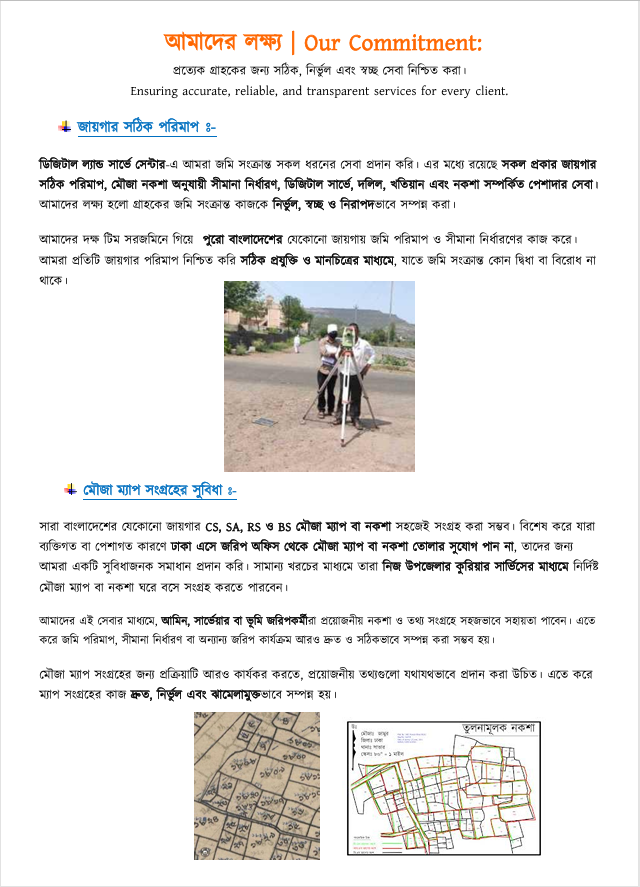 আমাদের লক্ষ্য | Our Commitment:
প্রত্যেক গ্রাহকের জন্য সঠিক, নির্ভুল এবং স্বচ্ছ সেবা নিশ্চিত করা।
Ensuring accurate, reliable, and transparent services for every client.
জায়গার সঠিক পরিমাপ ঃ-
ডিজিটাল ল্যান্ড সার্ভে সেন্টার-এ আমরা জমি সংক্রান্ত সকল ধরনের সেবা প্রদান করি। এর মধ্যে রয়েছে সকল প্রকার জায়গার
সঠিক পরিমাপ, মৌজা নকশা অনুযায়ী সীমানা নির্ধারণ, ডিজিটাল সার্ভে, দলিল, খতিয়ান এবং নকশা সম্পর্কিত পেশাদার সেবা।
আমাদের লক্ষ্য হলো গ্রাহকের জমি সংক্রান্ত কাজকে নির্ভুল, স্বচ্ছ ও নিরাপদভাবে সম্পন্ন করা।
আমাদের দক্ষ টিম সরজমিনে গিয়ে পুরো বাংলাদেশের যেকোনো জায়গায় জমি পরিমাপ ও সীমানা নির্ধারণের কাজ করে।
আমরা প্রতিটি জায়গার পরিমাপ নিশ্চিত করি সঠিক প্রযুক্তি ও মানচিত্রের মাধ্যমে, যাতে জমি সংক্রান্ত কোন দ্বিধা বা বিরোধ না
থাকে।
মৌজা ম্যাপ সংগ্রহের সুবিধা ঃ-
সারা বাংলাদেশের যেকোনো জায়গার CS, SA, RS ও BS মৌজা ম্যাপ বা নকশা সহজেই সংগ্রহ করা সম্ভব। বিশেষ করে যারা
ব্যক্তিগত বা পেশাগত কারণে ঢাকা এসে জরিপ অফিস থেকে মৌজা ম্যাপ বা নকশা তোলার সুযোগ পান না, তাদের জন্য
আমরা একটি সুবিধাজনক সমাধান প্রদান করি। সামান্য খরচের মাধ্যমে তারা নিজ উপজেলার কুরিয়ার সার্ভিসের মাধ্যমে নির্দিষ্ট
মৌজা ম্যাপ বা নকশা ঘরে বসে সংগ্রহ করতে পারবেন।
আমাদের এই সেবার মাধ্যমে, আমিন, সার্ভেয়ার বা ভূমি জরিপকর্মীরা প্রয়োজনীয় নকশা ও তথ্য সংগ্রহে সহজভাবে সহায়তা পাবেন। এতে
করে জমি পরিমাপ, সীমানা নির্ধারণ বা অন্যান্য জরিপ কার্যক্রম আরও দ্রুত ও সঠিকভাবে সম্পন্ন করা সম্ভব হয়।
মৌজা ম্যাপ সংগ্রহের জন্য প্রক্রিয়াটি আরও কার্যকর করতে, প্রয়োজনীয় তথ্যগুলো যথাযথভাবে প্রদান করা উচিত। এতে করে
ম্যাপ সংগ্রহের কাজ দ্রুত, নির্ভুল এবং ঝামেলামুক্তভাবে সম্পন্ন হয়।
তুলনামূলক নকশা
জিলাঃ ঢাকা
থানাঃ সাভার